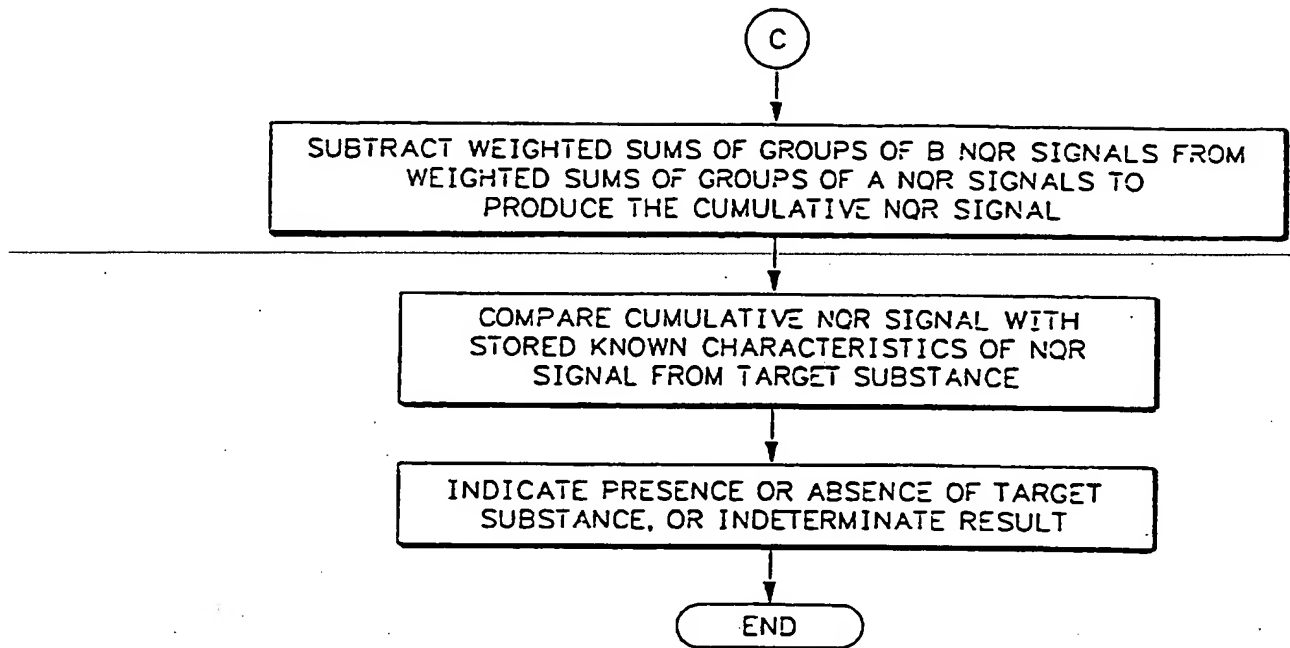 C
SUBTRACT WEIGHTED SUMS OF GROUPS OF B NQR SIGNALS FROM
WEIGHTED SUMS OF GROUPS OF A NQR SIGNALS TO
PRODUCE THE CUMULATIVE NQR SIGNAL
COMPARE CUMULATIVE NQR SIGNAL WITH
STORED KNOWN CHARACTERISTICS OF NQR
SIGNAL FROM TARGET SUBSTANCE
INDICATE PRESENCE OR ABSENCE OF TARGET
SUBSTANCE, OR INDETERMINATE RESULT
END